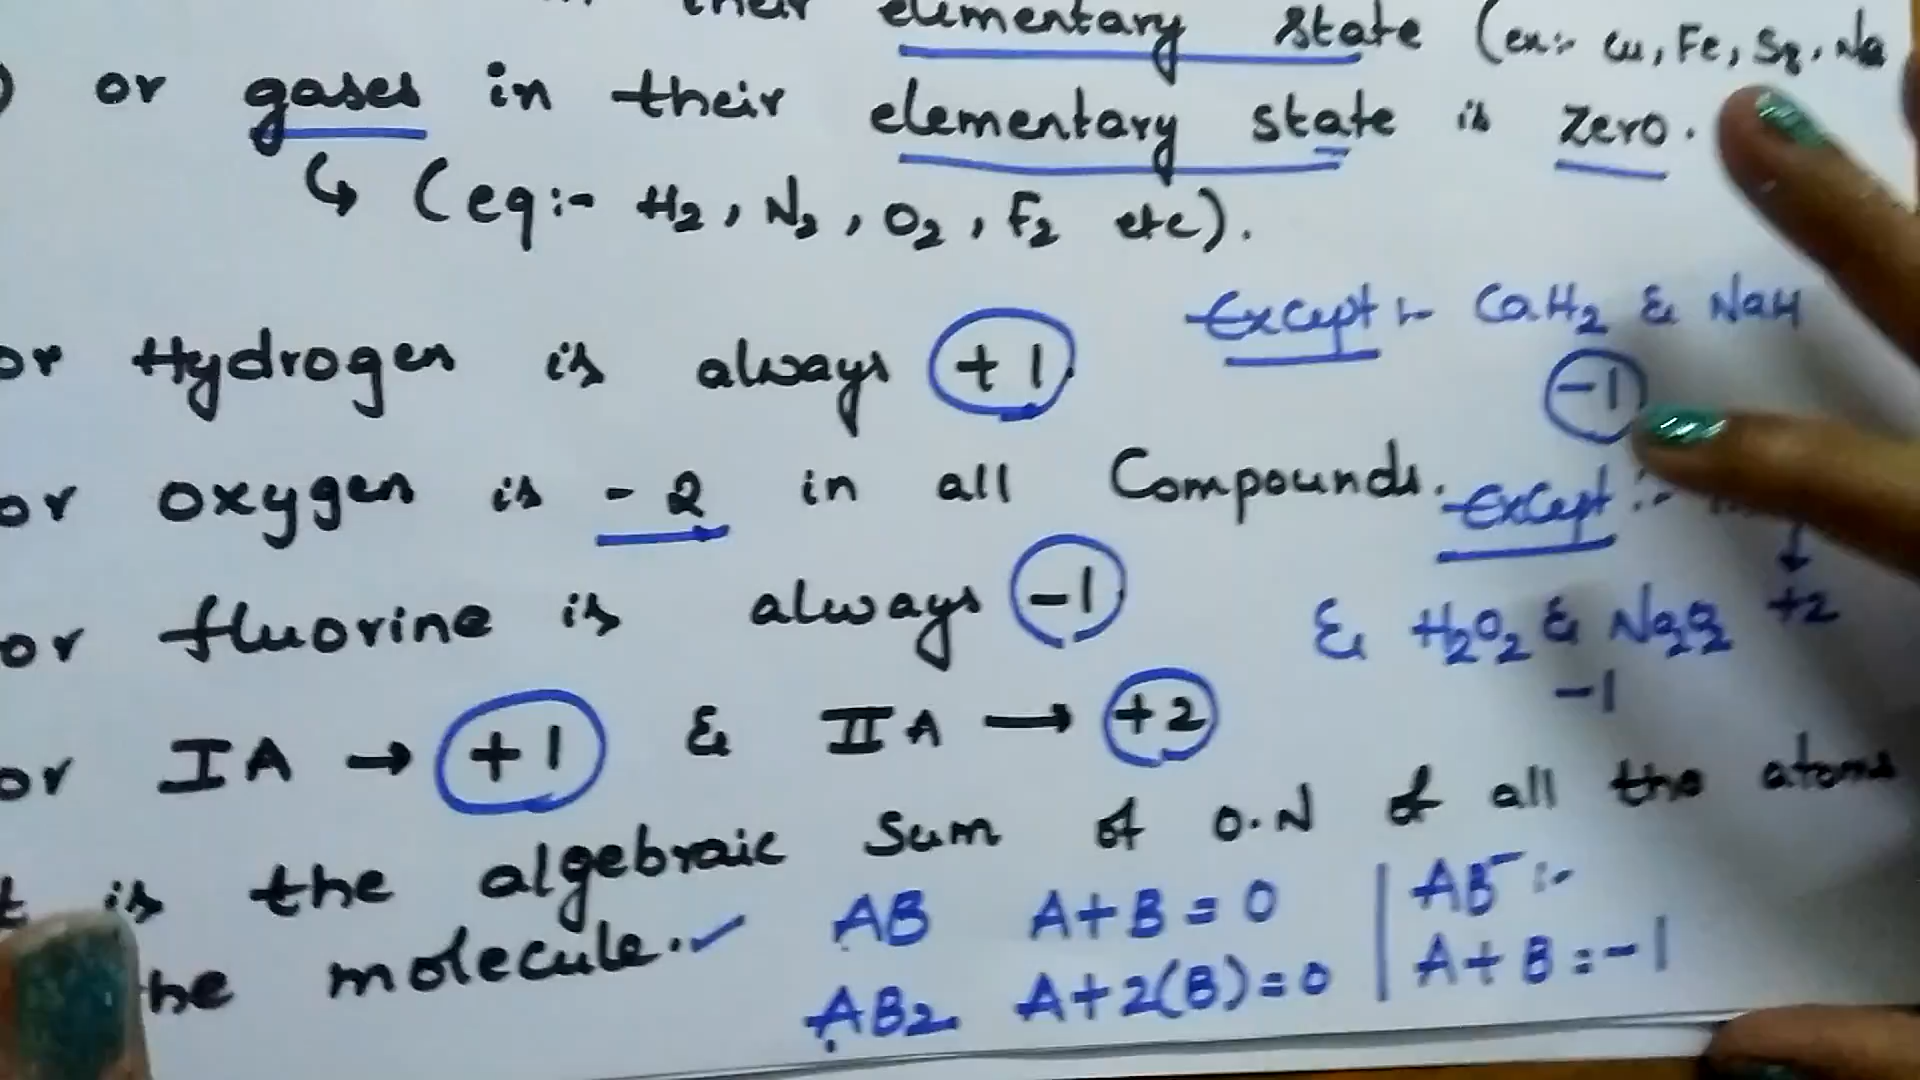 their elementary state (ex:- Cu, Fe, Sg, Na
) or gases in their elementary state is zero.
↳ (eg:- H2, N2, O2, F2 etc).
Except :- CaH2 & NaH
or Hydrogen is always +1
-1
or oxygen is -2 in all Compounds. Except :-
or fluorine is always -1
& H2O2 & Na2O2 +2
-1
or IA → +1 & IIA → +2
t is the algebraic Sum of O.N of all the atoms
he molecule. ✓
AB A+B=0
AB2 A+2(B)=0
AB⁻ :-
A+B=-1